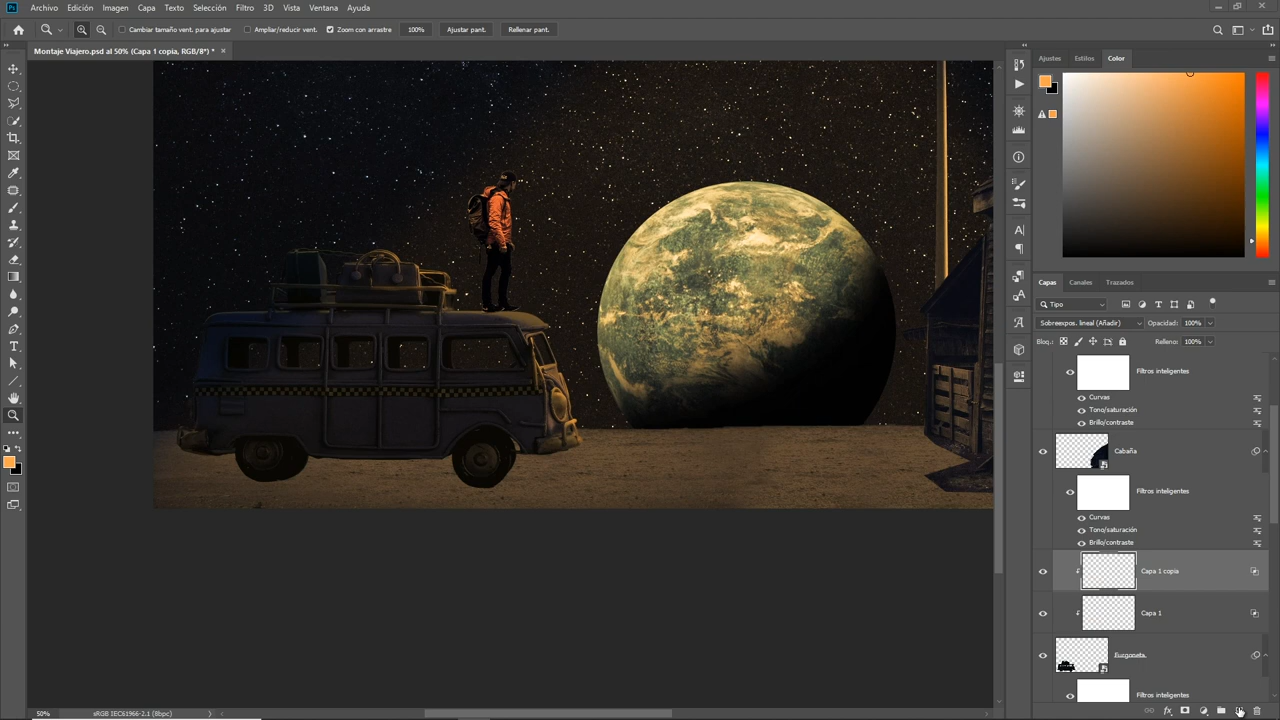 Ps Archivo Edición Imagen Capa Texto Selección Filtro 3D Vista Ventana Ayuda
Cambiar tamaño vent. para ajustar Ampliar/reducir vent. Zoom con arrastre 100% Ajustar pant. Rellenar pant.
Montaje Viajero.psd al 50% (Capa 1 copia, RGB/8*) * ×
Ajustes Estilos Color
Capas Canales Trazados
Tipo
Sobreexpos. lineal (Añadir) Opacidad: 100%
Bloq.: Relleno: 100%
Filtros inteligentes
Curvas
Tono/saturación
Brillo/contraste
Cabaña
Filtros inteligentes
Curvas
Tono/saturación
Brillo/contraste
Capa 1 copia
Capa 1
Furgoneta.
Filtros inteligentes
50% sRGB IEC61966-2.1 (8bpc)